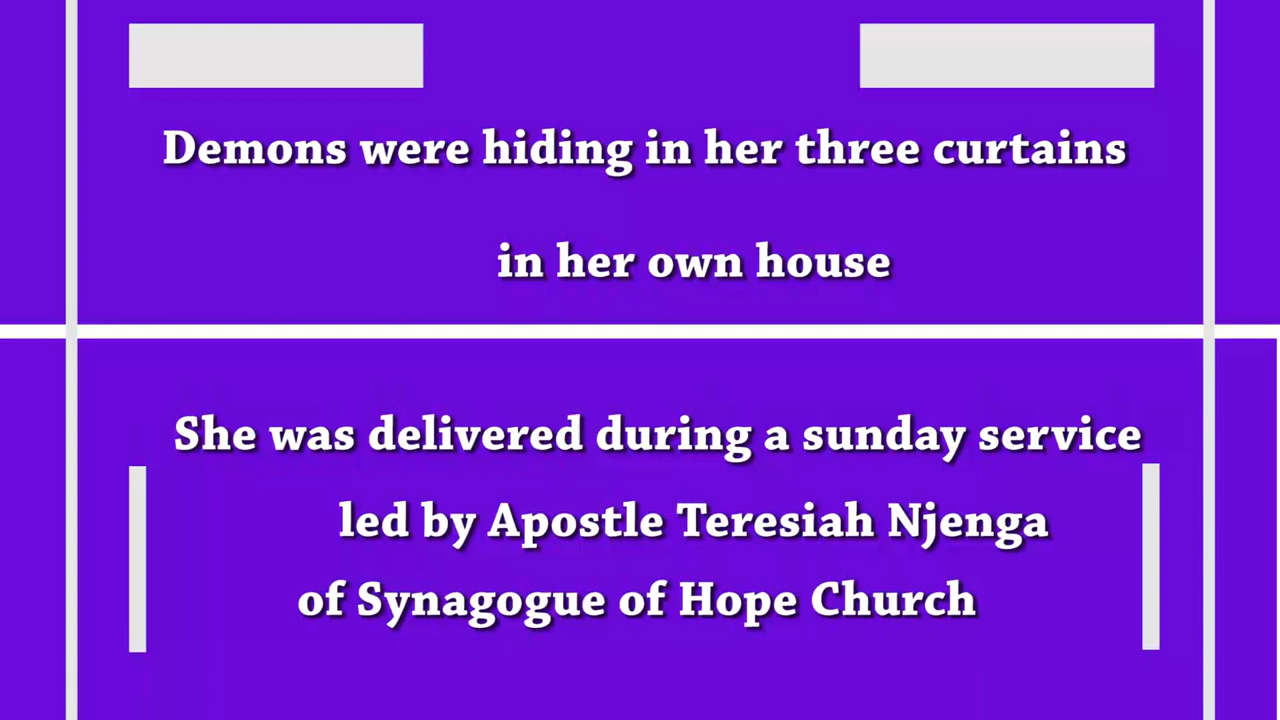 Demons were hiding in her three curtains
in her own house
She was delivered during a sunday service
led by Apostle Teresiah Njenga
of Synagogue of Hope Church